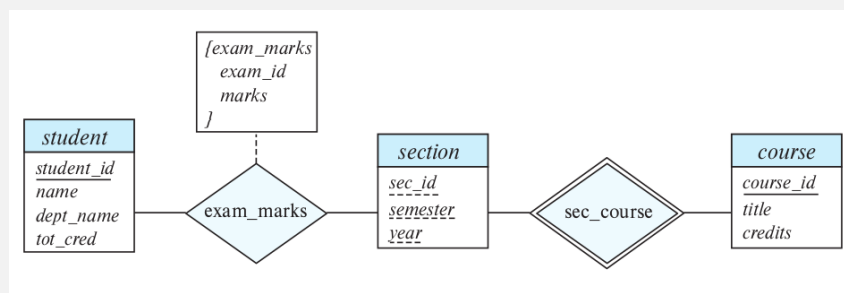 [exam_marks
exam_id
marks
]
student
student_id
name
dept_name
tot_cred
exam_marks
section
sec_id
semester
year
sec_course
course
course_id
title
credits